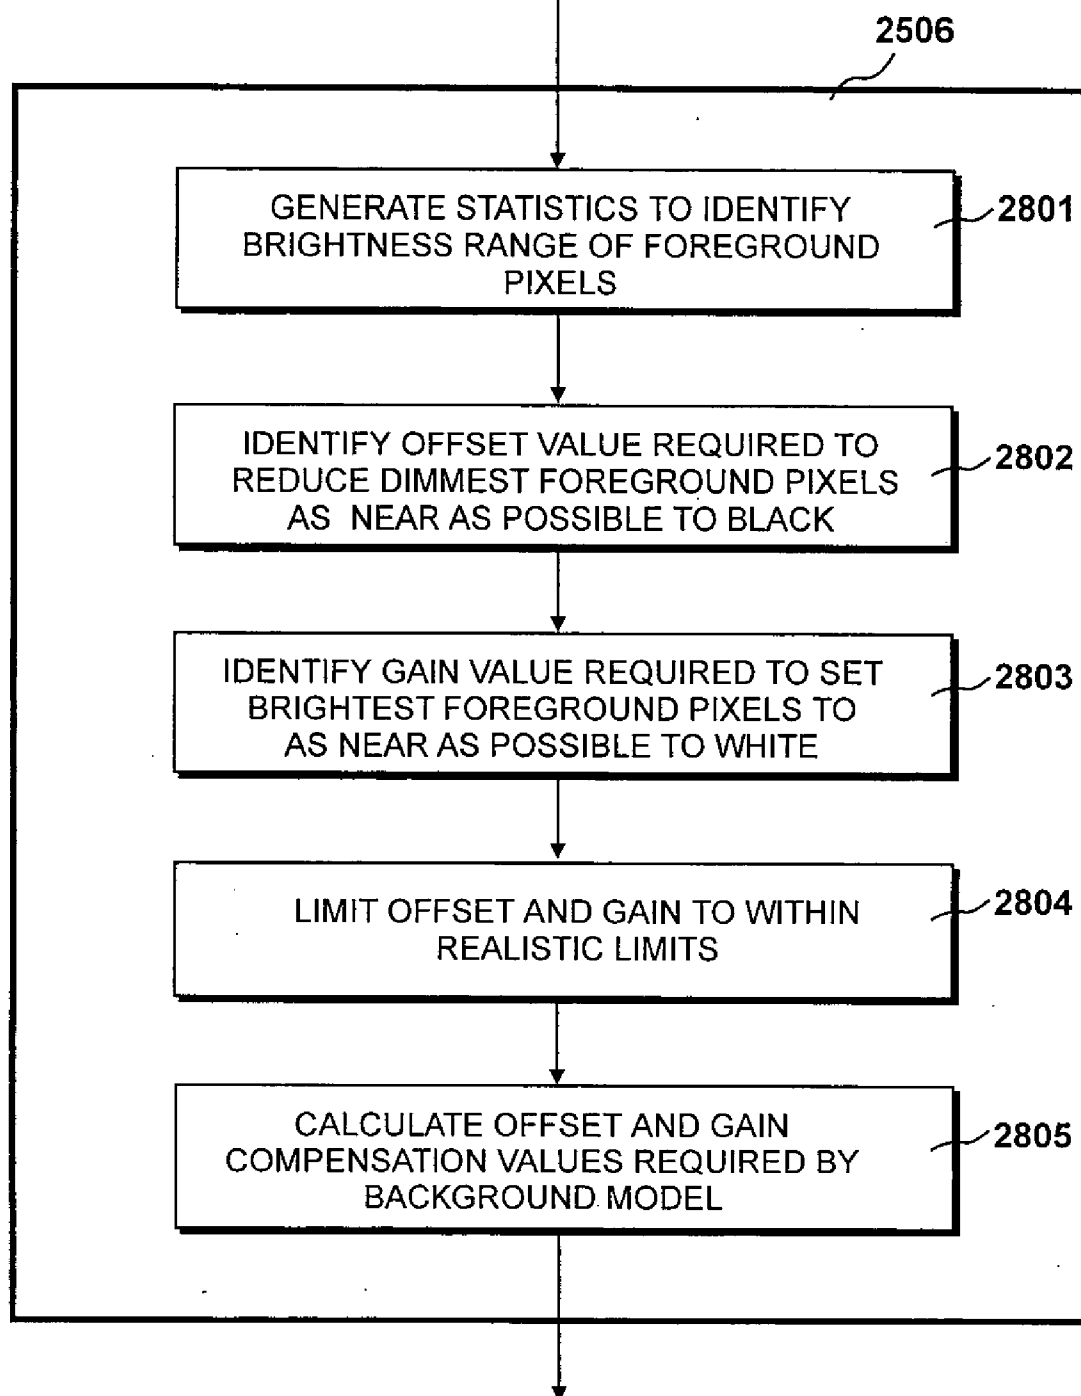 2506
GENERATE STATISTICS TO IDENTIFY
BRIGHTNESS RANGE OF FOREGROUND
PIXELS
2801
IDENTIFY OFFSET VALUE REQUIRED TO
REDUCE DIMMEST FOREGROUND PIXELS
AS NEAR AS POSSIBLE TO BLACK
2802
IDENTIFY GAIN VALUE REQUIRED TO SET
BRIGHTEST FOREGROUND PIXELS TO
AS NEAR AS POSSIBLE TO WHITE
2803
LIMIT OFFSET AND GAIN TO WITHIN
REALISTIC LIMITS
2804
CALCULATE OFFSET AND GAIN
COMPENSATION VALUES REQUIRED BY
BACKGROUND MODEL
2805